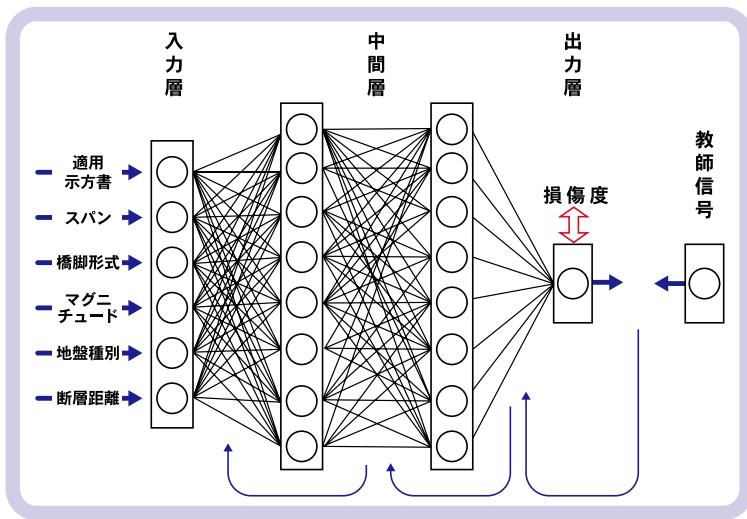 入力層
中間層
出力層
教師信号
損傷度
適用
示方書
スパン
橋脚形式
マグニ
チュード
地盤種別
断層距離